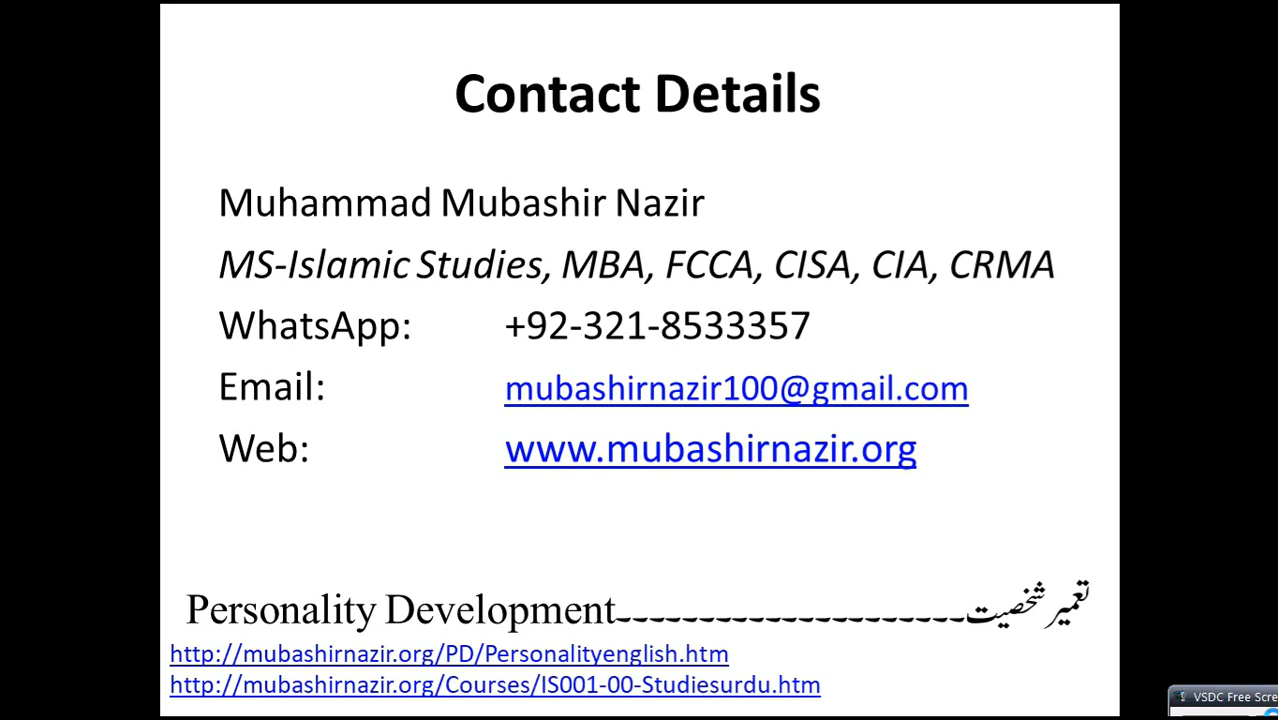 Contact Details
Muhammad Mubashir Nazir
MS-Islamic Studies, MBA, FCCA, CISA, CIA, CRMA
WhatsApp: +92-321-8533357
Email: mubashirnazir100@gmail.com
Web: www.mubashirnazir.org
Personality Development۔۔۔۔۔۔۔۔۔۔۔۔۔۔۔۔۔۔۔۔۔تعمیر شخصیت
http://mubashirnazir.org/PD/Personalityenglish.htm
http://mubashirnazir.org/Courses/IS001-00-Studiesurdu.htm
VSDC Free Scre